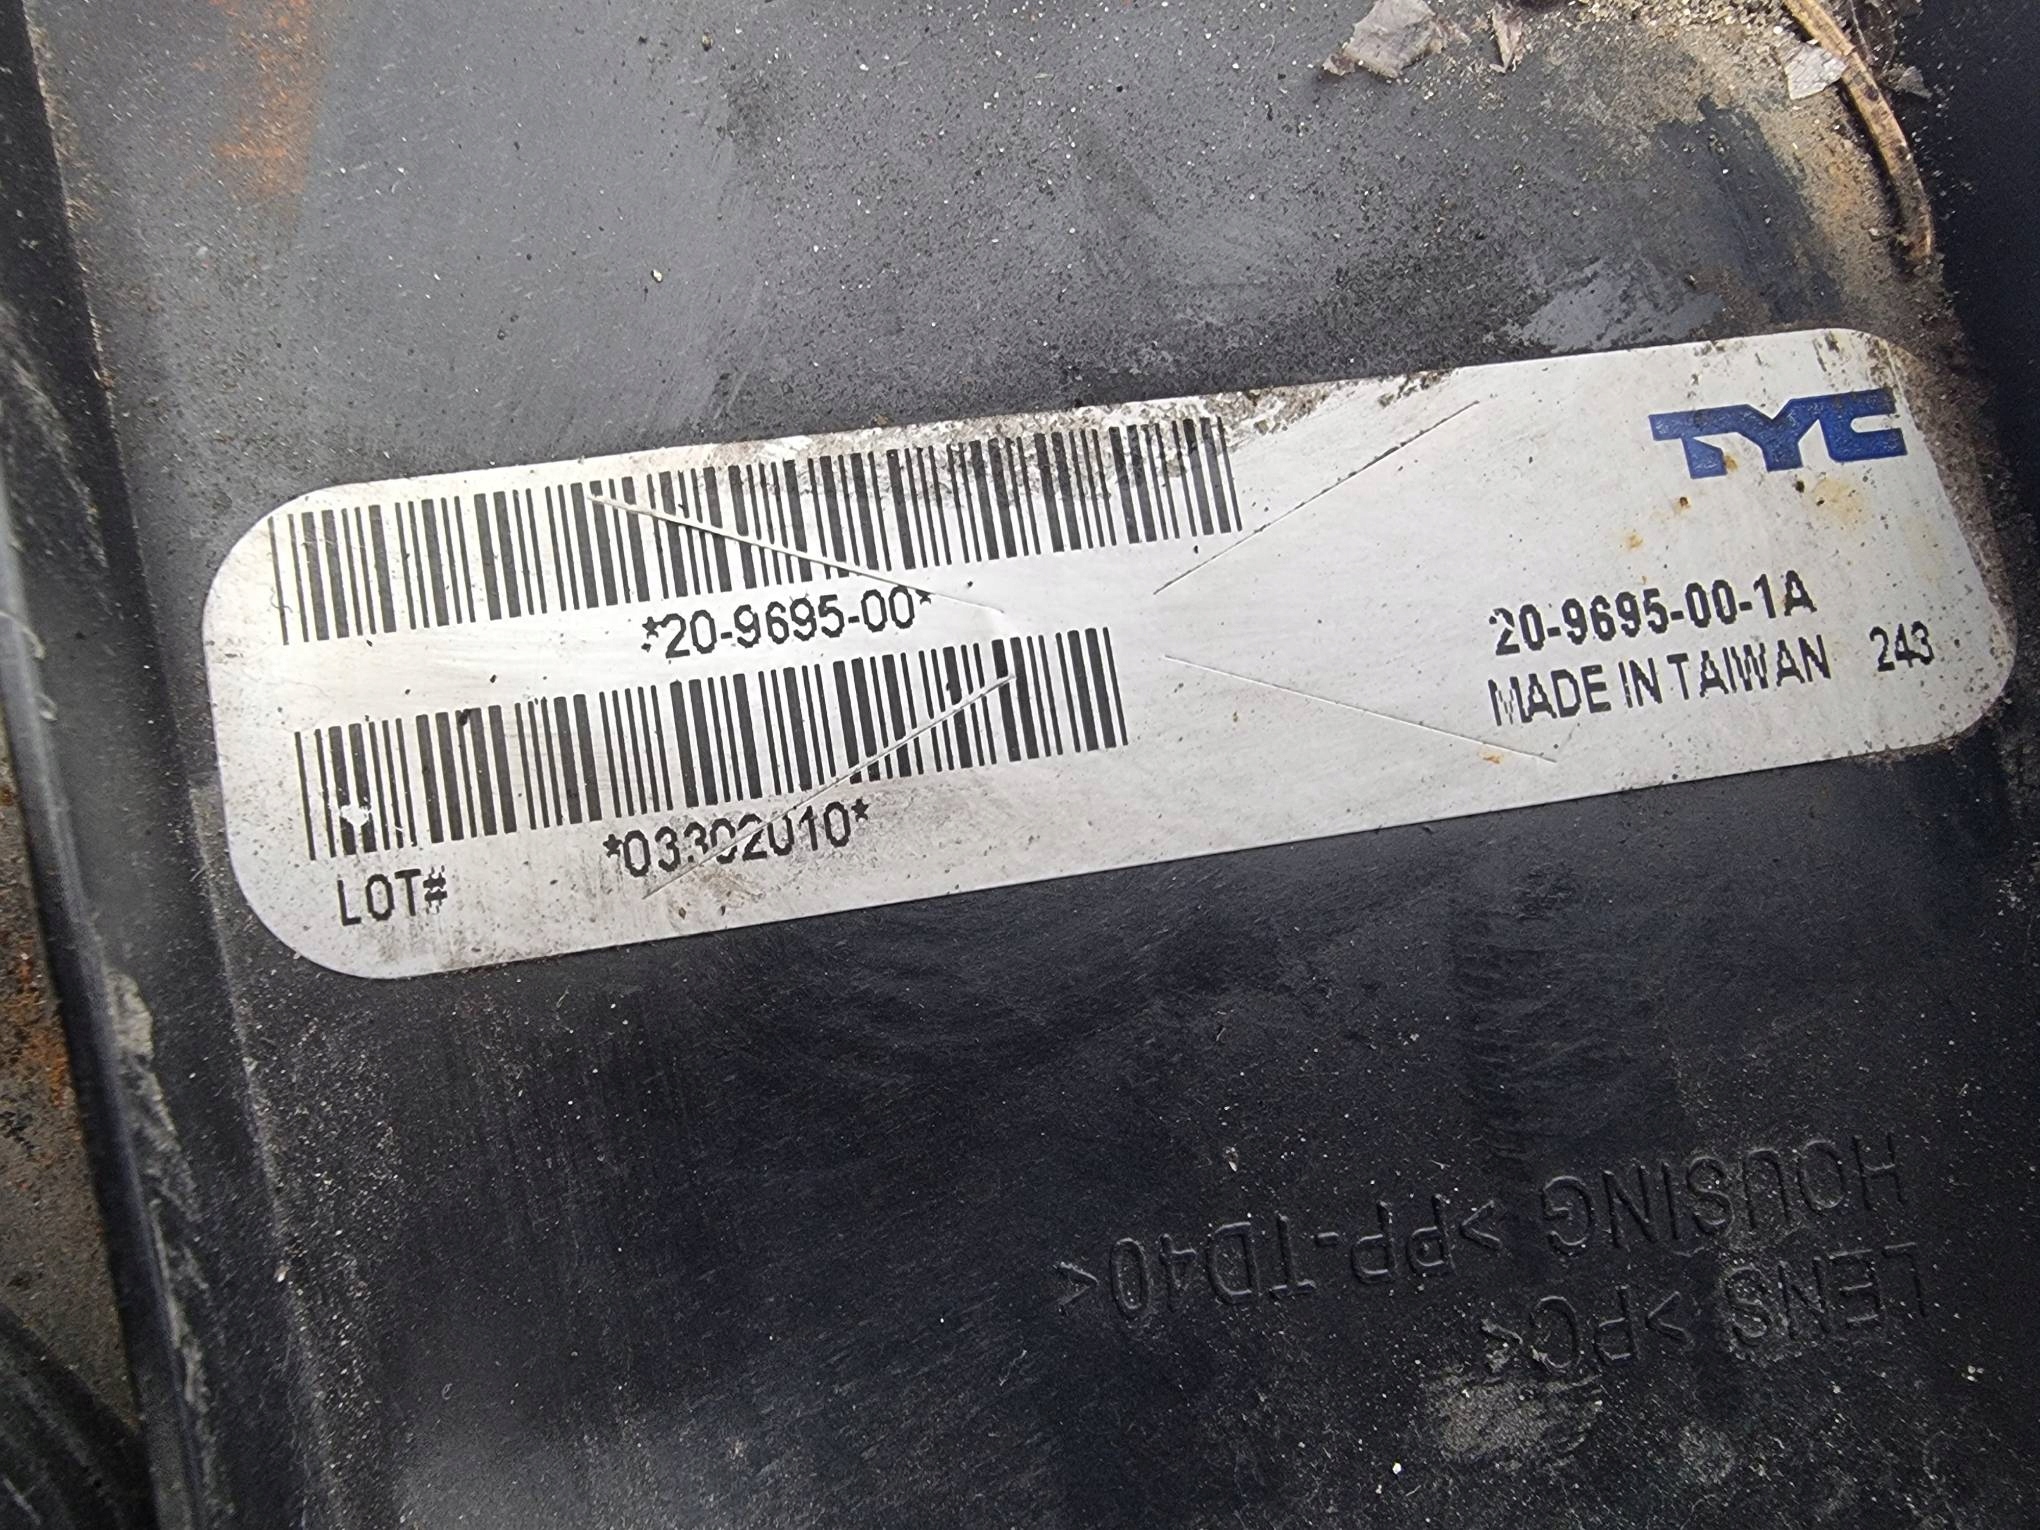 TYC
*20-9695-00*
20-9695-00-1A
MADE IN TAIWAN 243
*03302010*
LOT#
LENS >PC<
HOUSING >PP-TD40<